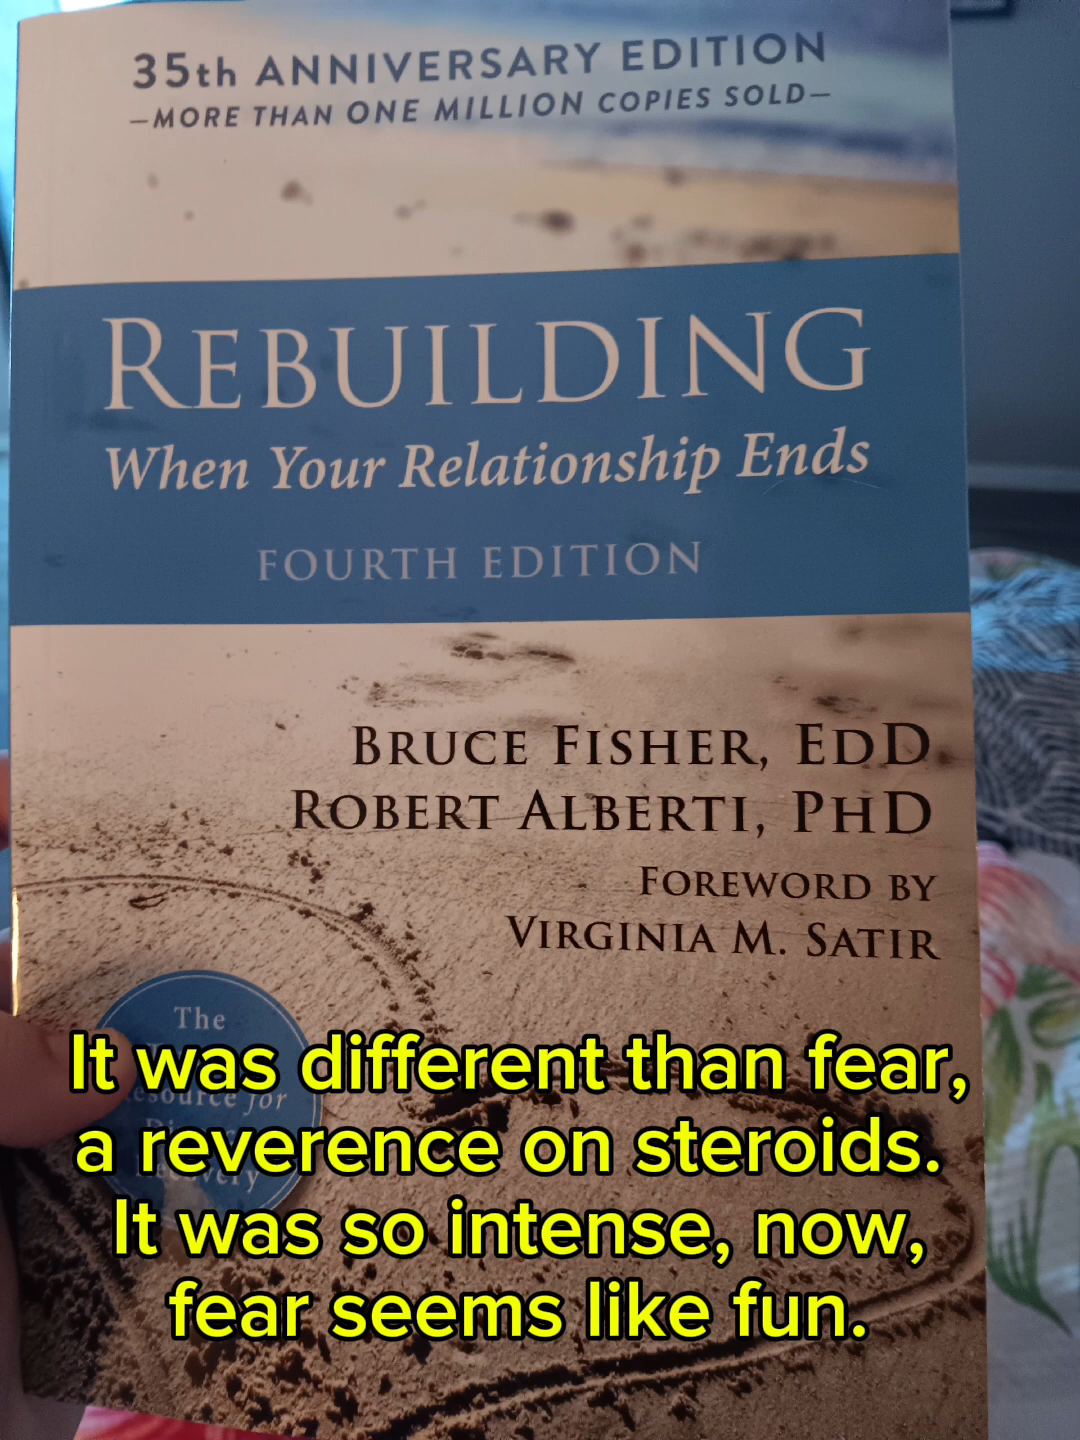 35th ANNIVERSARY EDITION
—MORE THAN ONE MILLION COPIES SOLD—
REBUILDING
When Your Relationship Ends
FOURTH EDITION
BRUCE FISHER, EDD
ROBERT ALBERTI, PHD
FOREWORD BY
VIRGINIA M. SATIR
The
for
It was different than fear,
a reverence on steroids.
It was so intense, now,
fear seems like fun.